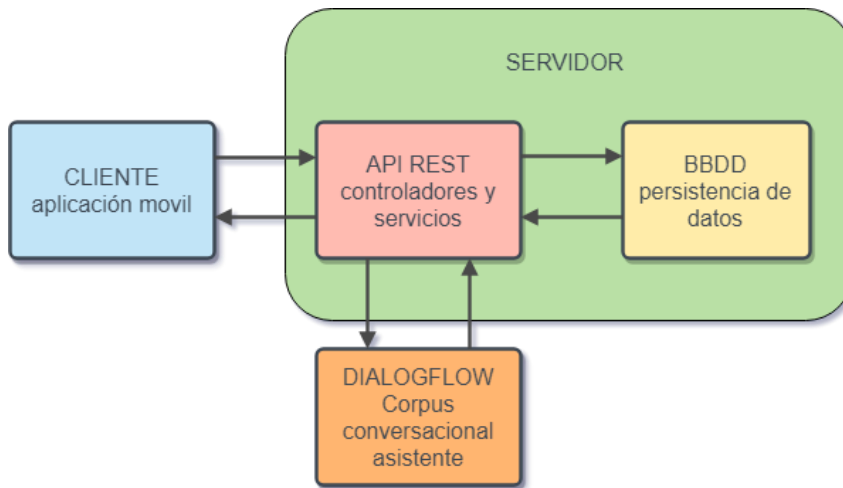 SERVIDOR
CLIENTE
aplicación movil
API REST
controladores y
servicios
BBDD
persistencia de
datos
DIALOGFLOW
Corpus
conversacional
asistente